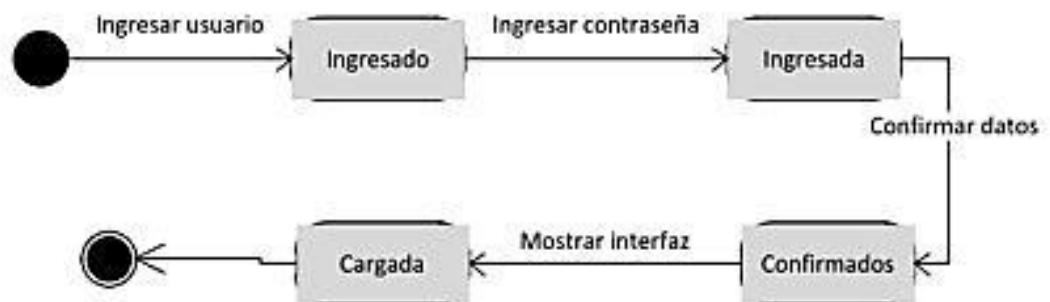 Ingresar usuario
Ingresado
Ingresar contraseña
Ingresada
Confirmar datos
Confirmados
Mostrar interfaz
Cargada